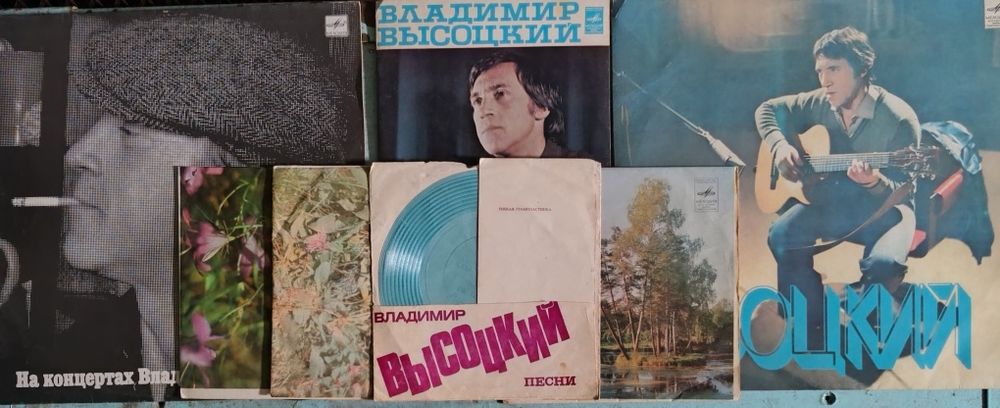 ВЛАДИМИР
ВЫСОЦКИЙ
На концертах Влад
ГИБКАЯ ГРАМПЛАСТИНКА
ВЛАДИМИР
ВЫСОЦКИЙ
ПЕСНИ
ОЦКИЙ